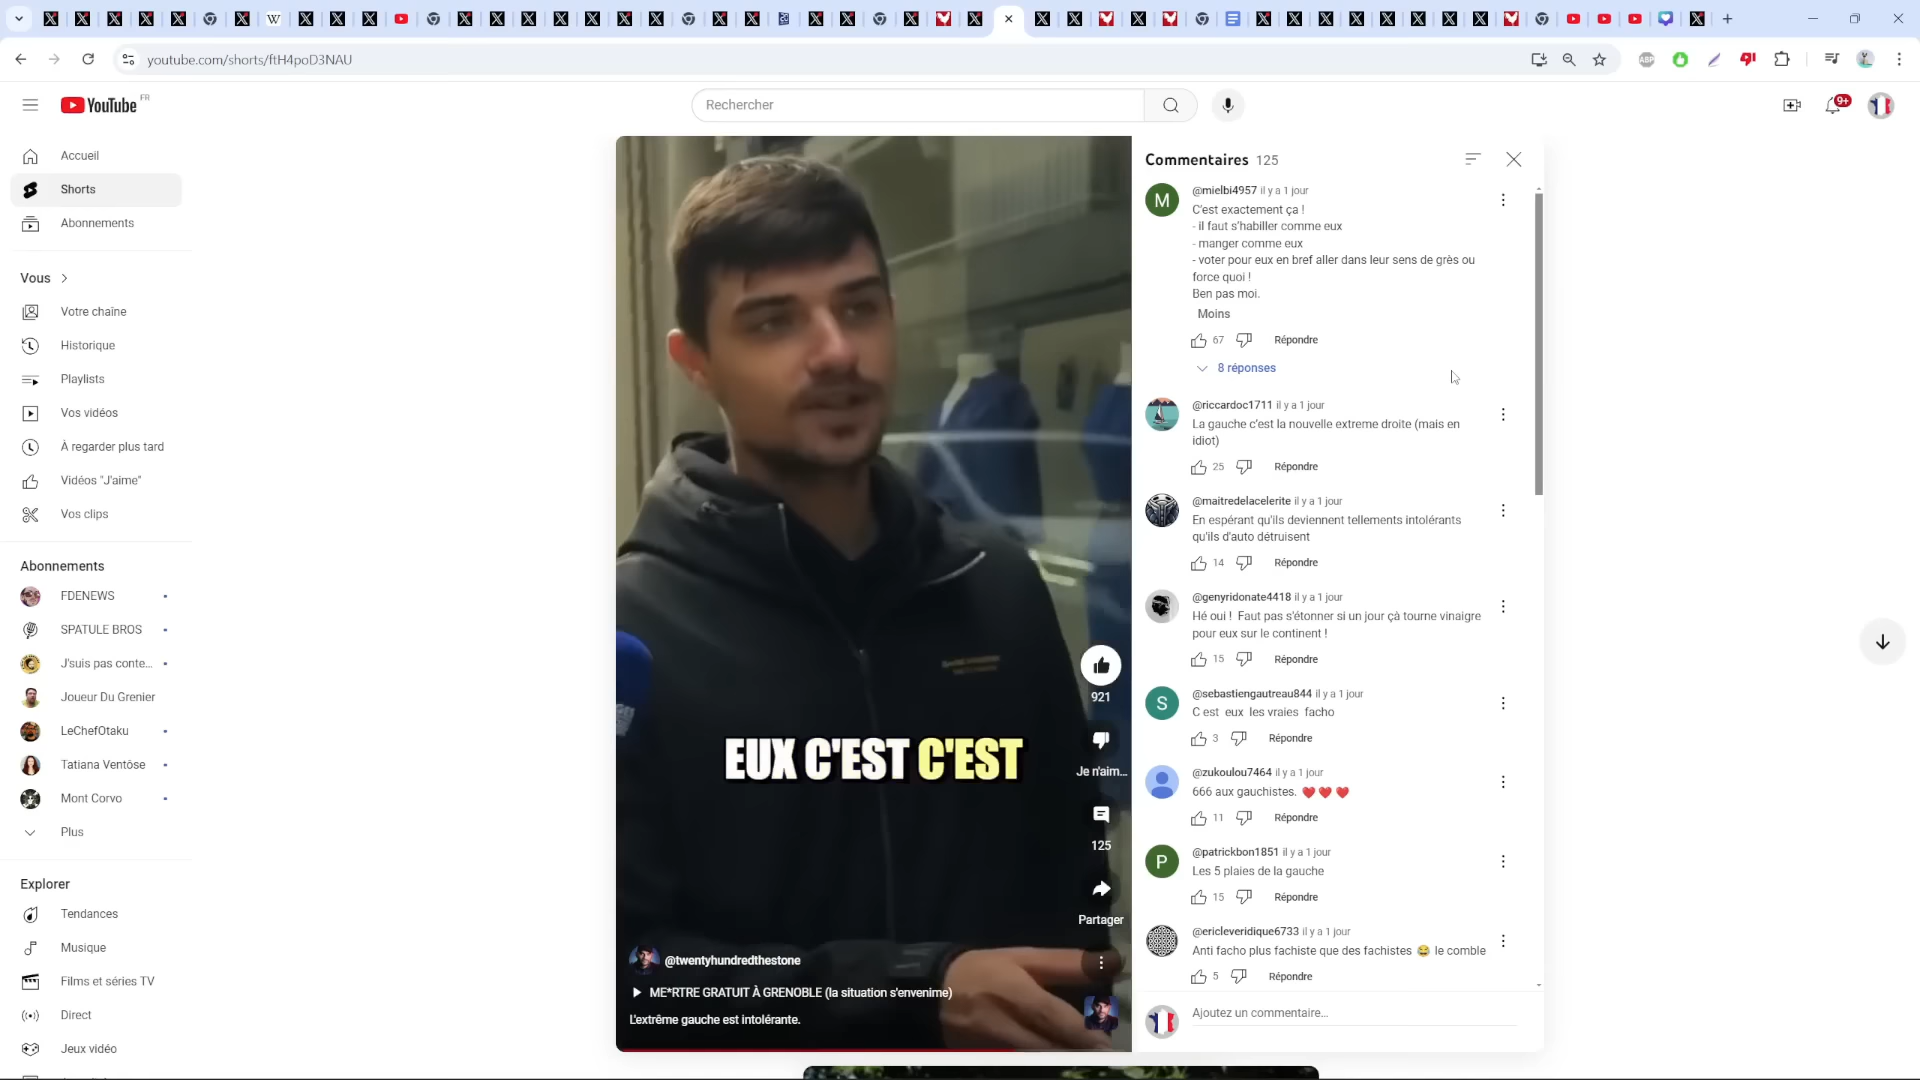 youtube.com/shorts/ftH4poD3NAU
YouTube FR
Rechercher
9+
Accueil
Shorts
Abonnements
Vous
Votre chaîne
Historique
Playlists
Vos vidéos
À regarder plus tard
Vidéos "J'aime"
Vos clips
Abonnements
FDENEWS
SPATULE BROS
J'suis pas conte...
Joueur Du Grenier
LeChefOtaku
Tatiana Ventôse
Mont Corvo
Plus
Explorer
Tendances
Musique
Films et séries TV
Direct
Jeux vidéo
EUX C'EST C'EST
921
Je n'aim...
125
Partager
@twentyhundredthestone
ME*RTRE GRATUIT À GRENOBLE (la situation s'envenime)
L'extrême gauche est intolérante.
Commentaires 125
@mielbi4957 il y a 1 jour
C'est exactement ça !
- il faut s'habiller comme eux
- manger comme eux
- voter pour eux en bref aller dans leur sens de grès ou
force quoi !
Ben pas moi.
Moins
67 Répondre
8 réponses
@riccardoc1711 il y a 1 jour
La gauche c'est la nouvelle extreme droite (mais en
idiot)
25 Répondre
@maitredelacelerite il y a 1 jour
En espérant qu'ils deviennent tellements intolérants
qu'ils d'auto détruisent
14 Répondre
@genyridonate4418 il y a 1 jour
Hé oui ! Faut pas s'étonner si un jour çà tourne vinaigre
pour eux sur le continent !
15 Répondre
@sebastiengautreau844 il y a 1 jour
C est eux les vraies facho
3 Répondre
@zukoulou7464 il y a 1 jour
666 aux gauchistes. ❤️❤️❤️
11 Répondre
@patrickbon1851 il y a 1 jour
Les 5 plaies de la gauche
15 Répondre
@ericleveridique6733 il y a 1 jour
Anti facho plus fachiste que des fachistes 😂 le comble
5 Répondre
Ajoutez un commentaire...